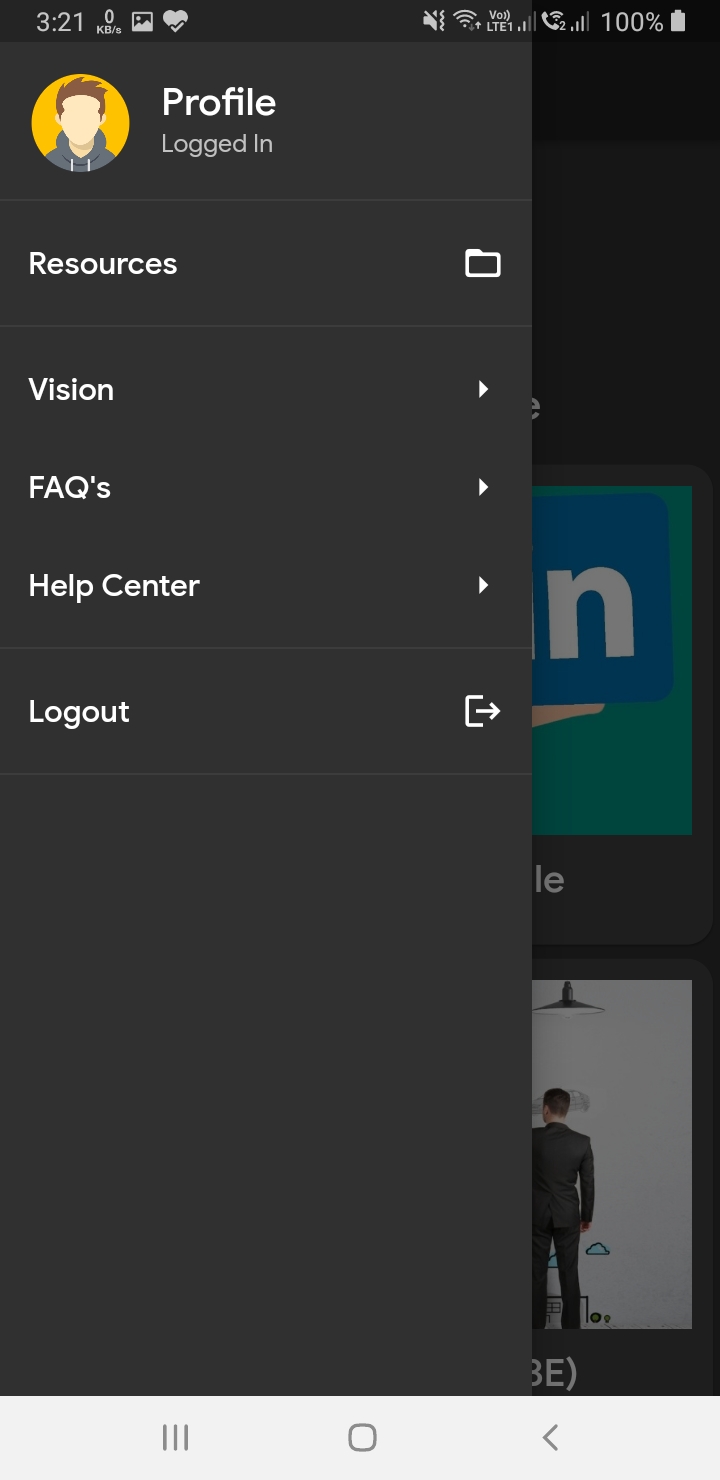 3:21
0
KB/s
Vo))
LTE1
2
100%
Profile
Logged In
Resources
Vision
e
FAQ's
in
Help Center
Logout
le
BE)